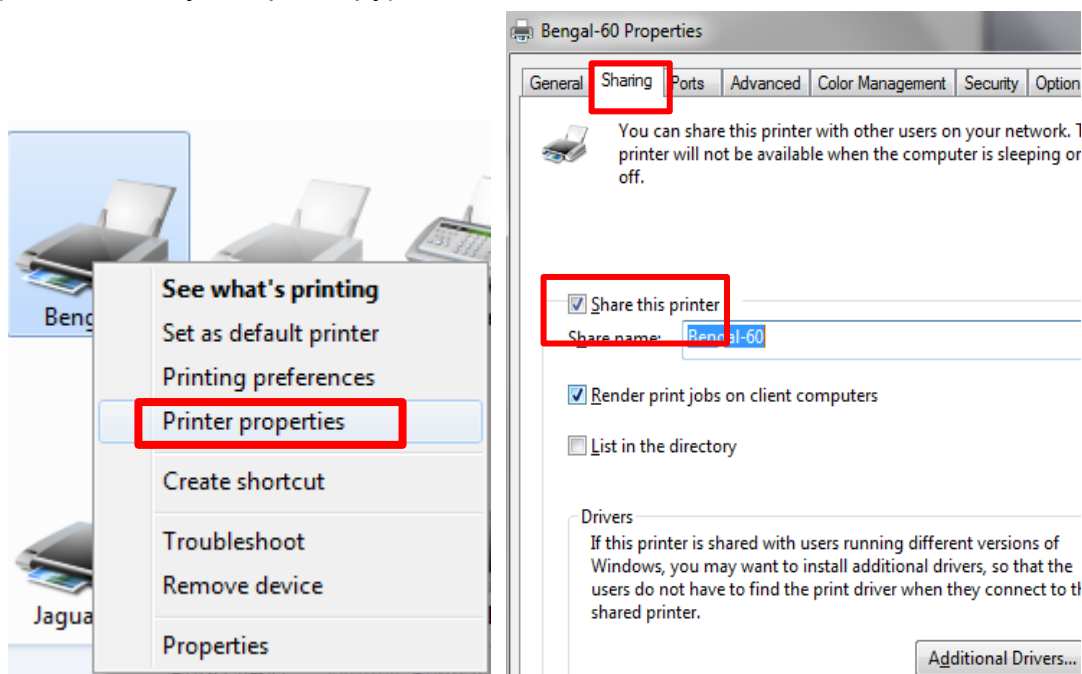 Beng
Jagua
See what's printing
Set as default printer
Printing preferences
Printer properties
Create shortcut
Troubleshoot
Remove device
Properties
Bengal-60 Properties
General Sharing Ports Advanced Color Management Security Option
You can share this printer with other users on your network. T
printer will not be available when the computer is sleeping or
off.
Share this printer
Share name: Bengal-60
Render print jobs on client computers
List in the directory
Drivers
If this printer is shared with users running different versions of
Windows, you may want to install additional drivers, so that the
users do not have to find the print driver when they connect to th
shared printer.
Additional Drivers...